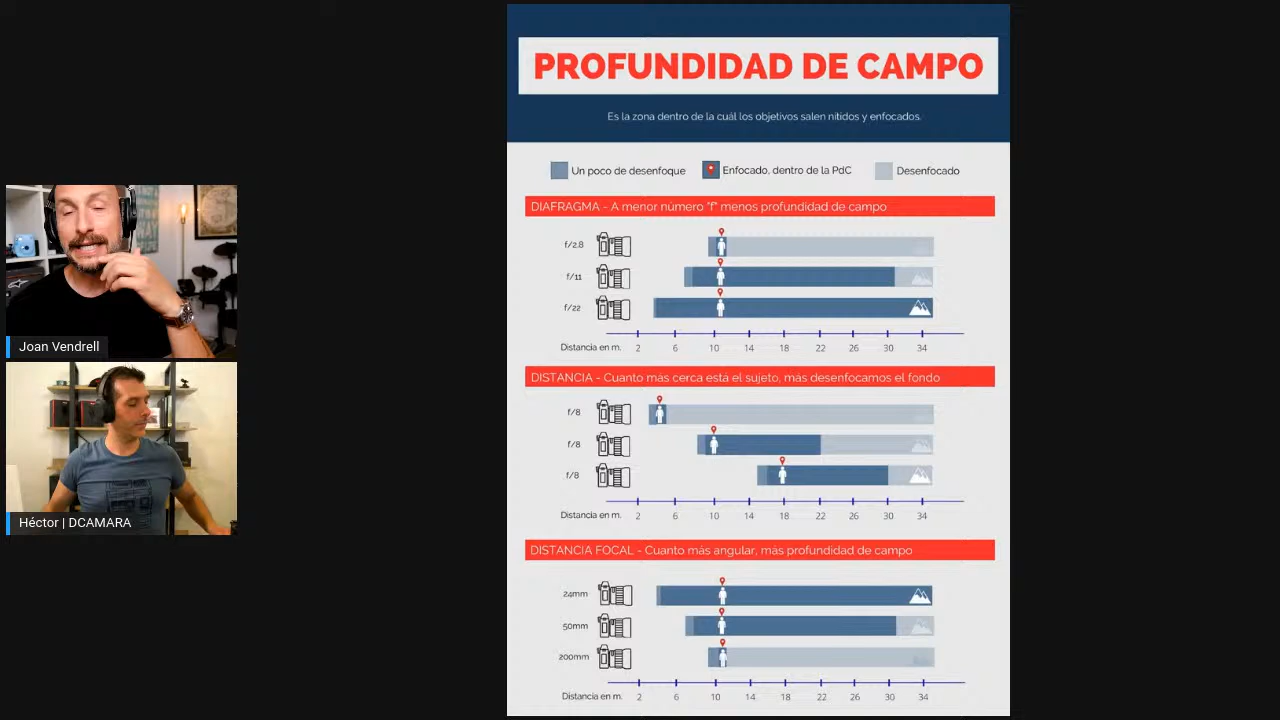 PROFUNDIDAD DE CAMPO
Es la zona dentro de la cuál los objetivos salen nítidos y enfocados.
Un poco de desenfoque Enfocado, dentro de la PdC Desenfocado
DIAFRAGMA - A menor número "f" menos profundidad de campo
f/2.8
f/11
f/22
Distancia en m. 2 6 10 14 18 22 26 30 34
DISTANCIA - Cuanto más cerca está el sujeto, más desenfocamos el fondo
f/8
f/8
f/8
Distancia en m. 2 6 10 14 18 22 26 30 34
DISTANCIA FOCAL - Cuanto más angular, más profundidad de campo
24mm
50mm
200mm
Distancia en m. 2 6 10 14 18 22 26 30 34
Joan Vendrell
Héctor | DCAMARA